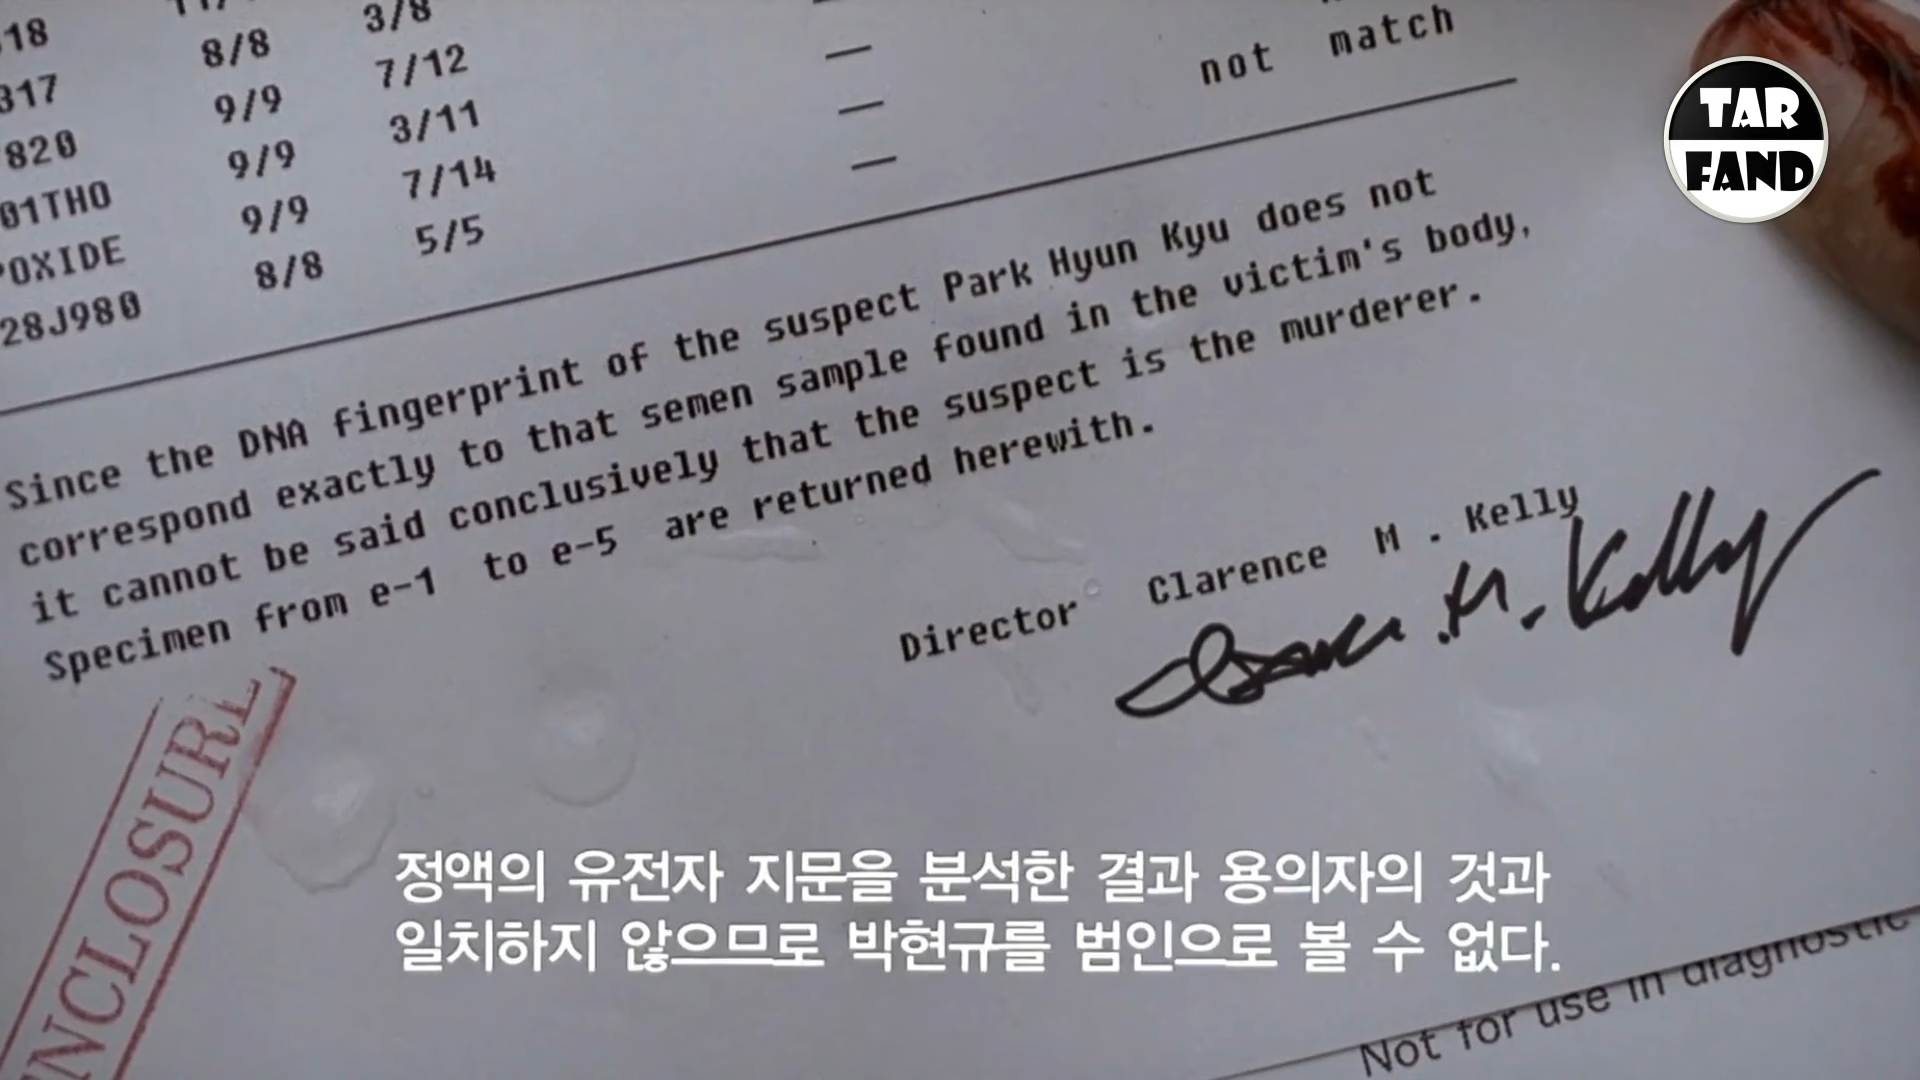 8/8 3/8
9/9 7/12 — not match
820 9/9 3/11 —
01THO 9/9 7/14 —
OXIDE 8/8 5/5
28J980
Since the DNA fingerprint of the suspect Park Hyun Kyu does not
correspond exactly to that semen sample found in the victim's body,
it cannot be said conclusively that the suspect is the murderer.
Specimen from e-1 to e-5 are returned herewith.
Director Clarence M . Kelly
M. Kelly
NCLOSURE
정액의 유전자 지문을 분석한 결과 용의자의 것과
일치하지 않으므로 박현규를 범인으로 볼 수 없다.
Not for use in diagnostic
TAR
FAND